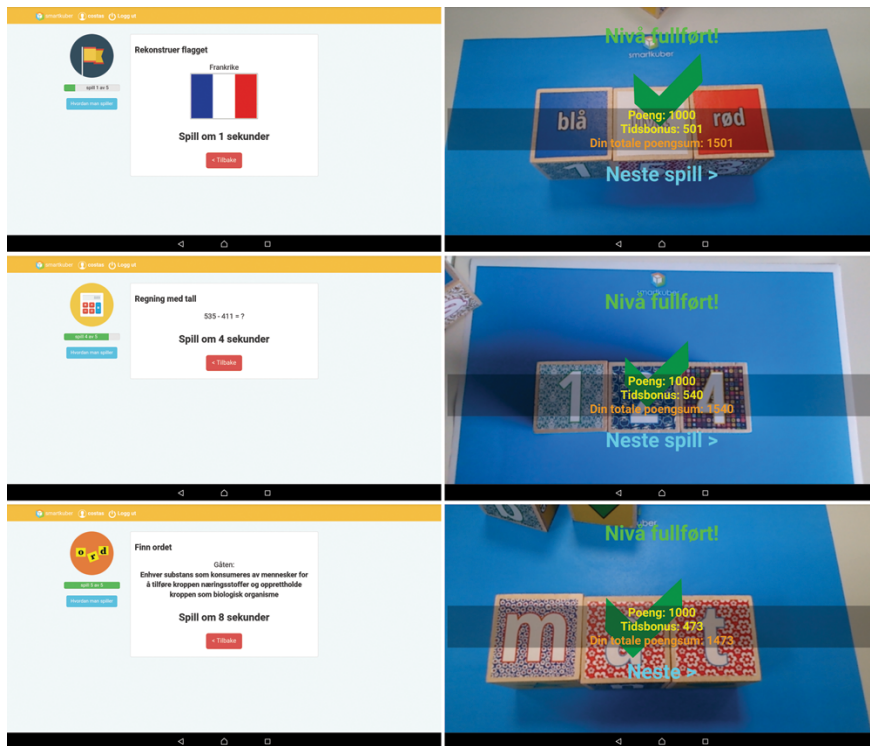 smartkuber costas Logg ut
Rekonstruer flagget
Frankrike
spill 1 av 5
Hvordan man spiller
Spill om 1 sekunder
< Tilbake
Nivå fullført!
smartkuber
blå
rød
Poeng: 1000
Tidsbonus: 501
Din totale poengsum: 1501
Neste spill >
smartkuber costas Logg ut
Regning med tall
535 - 411 = ?
spill 4 av 5
Hvordan man spiller
Spill om 4 sekunder
< Tilbake
smartkuber
Nivå fullført!
1 2 4
Poeng: 1000
Tidsbonus: 540
Din totale poengsum: 1540
Neste spill >
smartkuber costas Logg ut
ord
Finn ordet
Gåten:
Enhver substans som konsumeres av mennesker for
å tilføre kroppen næringsstoffer og opprettholde
kroppen som biologisk organisme
spill 5 av 5
Hvordan man spiller
Spill om 8 sekunder
< Tilbake
Nivå fullført!
m a t
Poeng: 1000
Tidsbonus: 473
Din totale poengsum: 1473
Neste >